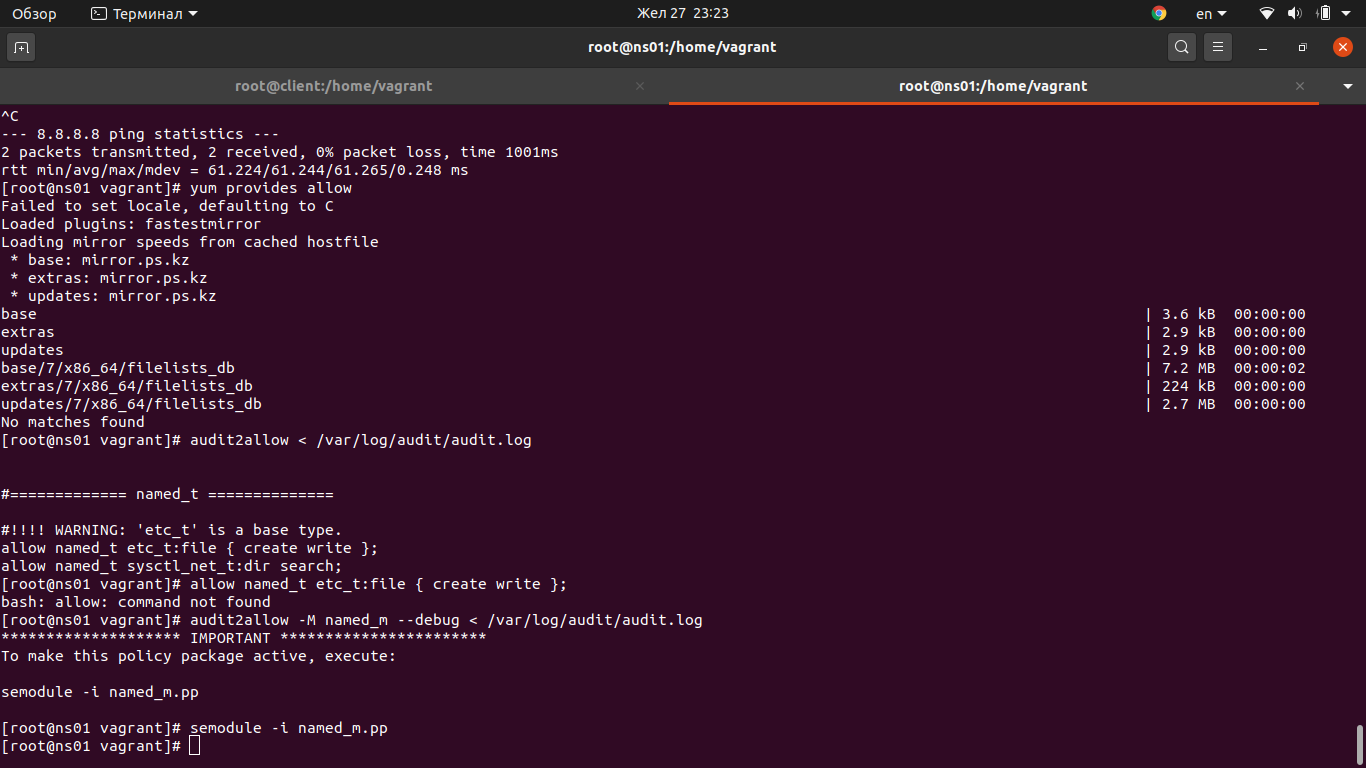 Обзор
Терминал
Жел 27 23:23
en
root@ns01:/home/vagrant
root@client:/home/vagrant
root@ns01:/home/vagrant
^C
--- 8.8.8.8 ping statistics ---
2 packets transmitted, 2 received, 0% packet loss, time 1001ms
rtt min/avg/max/mdev = 61.224/61.244/61.265/0.248 ms
[root@ns01 vagrant]# yum provides allow
Failed to set locale, defaulting to C
Loaded plugins: fastestmirror
Loading mirror speeds from cached hostfile
 * base: mirror.ps.kz
 * extras: mirror.ps.kz
 * updates: mirror.ps.kz
base | 3.6 kB 00:00:00
extras | 2.9 kB 00:00:00
updates | 2.9 kB 00:00:00
base/7/x86_64/filelists_db | 7.2 MB 00:00:02
extras/7/x86_64/filelists_db | 224 kB 00:00:00
updates/7/x86_64/filelists_db | 2.7 MB 00:00:00
No matches found
[root@ns01 vagrant]# audit2allow < /var/log/audit/audit.log
#============= named_t ==============
#!!!! WARNING: 'etc_t' is a base type.
allow named_t etc_t:file { create write };
allow named_t sysctl_net_t:dir search;
[root@ns01 vagrant]# allow named_t etc_t:file { create write };
bash: allow: command not found
[root@ns01 vagrant]# audit2allow -M named_m --debug < /var/log/audit/audit.log
******************** IMPORTANT ***********************
To make this policy package active, execute:
semodule -i named_m.pp
[root@ns01 vagrant]# semodule -i named_m.pp
[root@ns01 vagrant]#